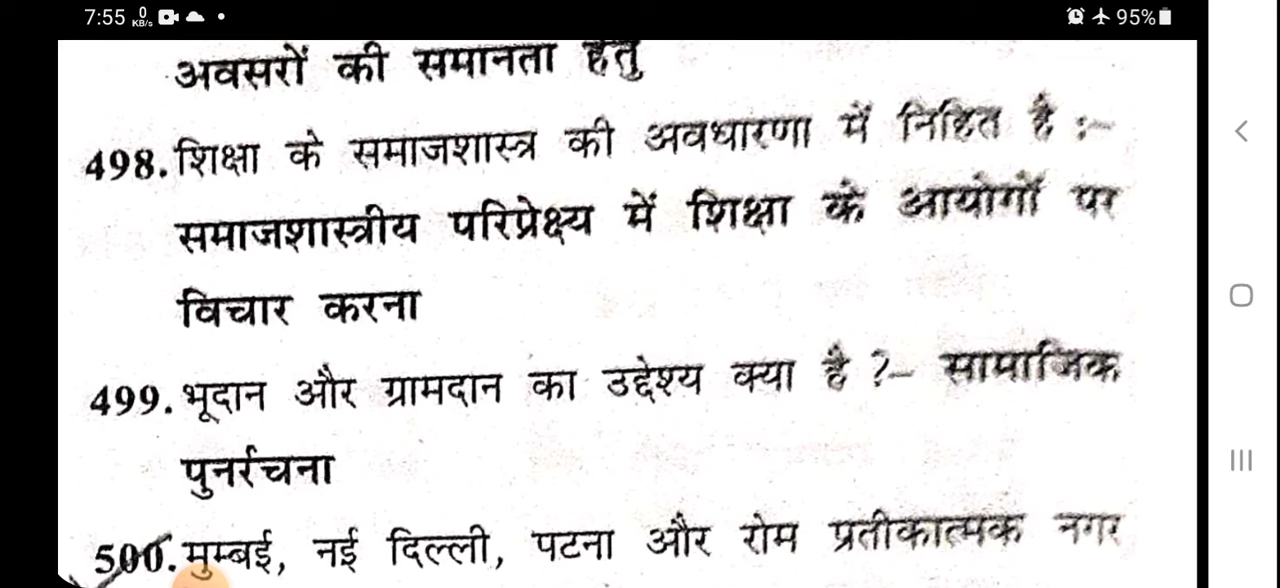 7:55 0 KB/s 95%
अवसरों की समानता हेतु
498. शिक्षा के समाजशास्त्र की अवधारणा में निहित है :–
समाजशास्त्रीय परिप्रेक्ष्य में शिक्षा के आयोगों पर
विचार करना
499. भूदान और ग्रामदान का उद्देश्य क्या है ?– सामाजिक
पुनर्रचना
500. मुम्बई, नई दिल्ली, पटना और रोम प्रतीकात्मक नगर